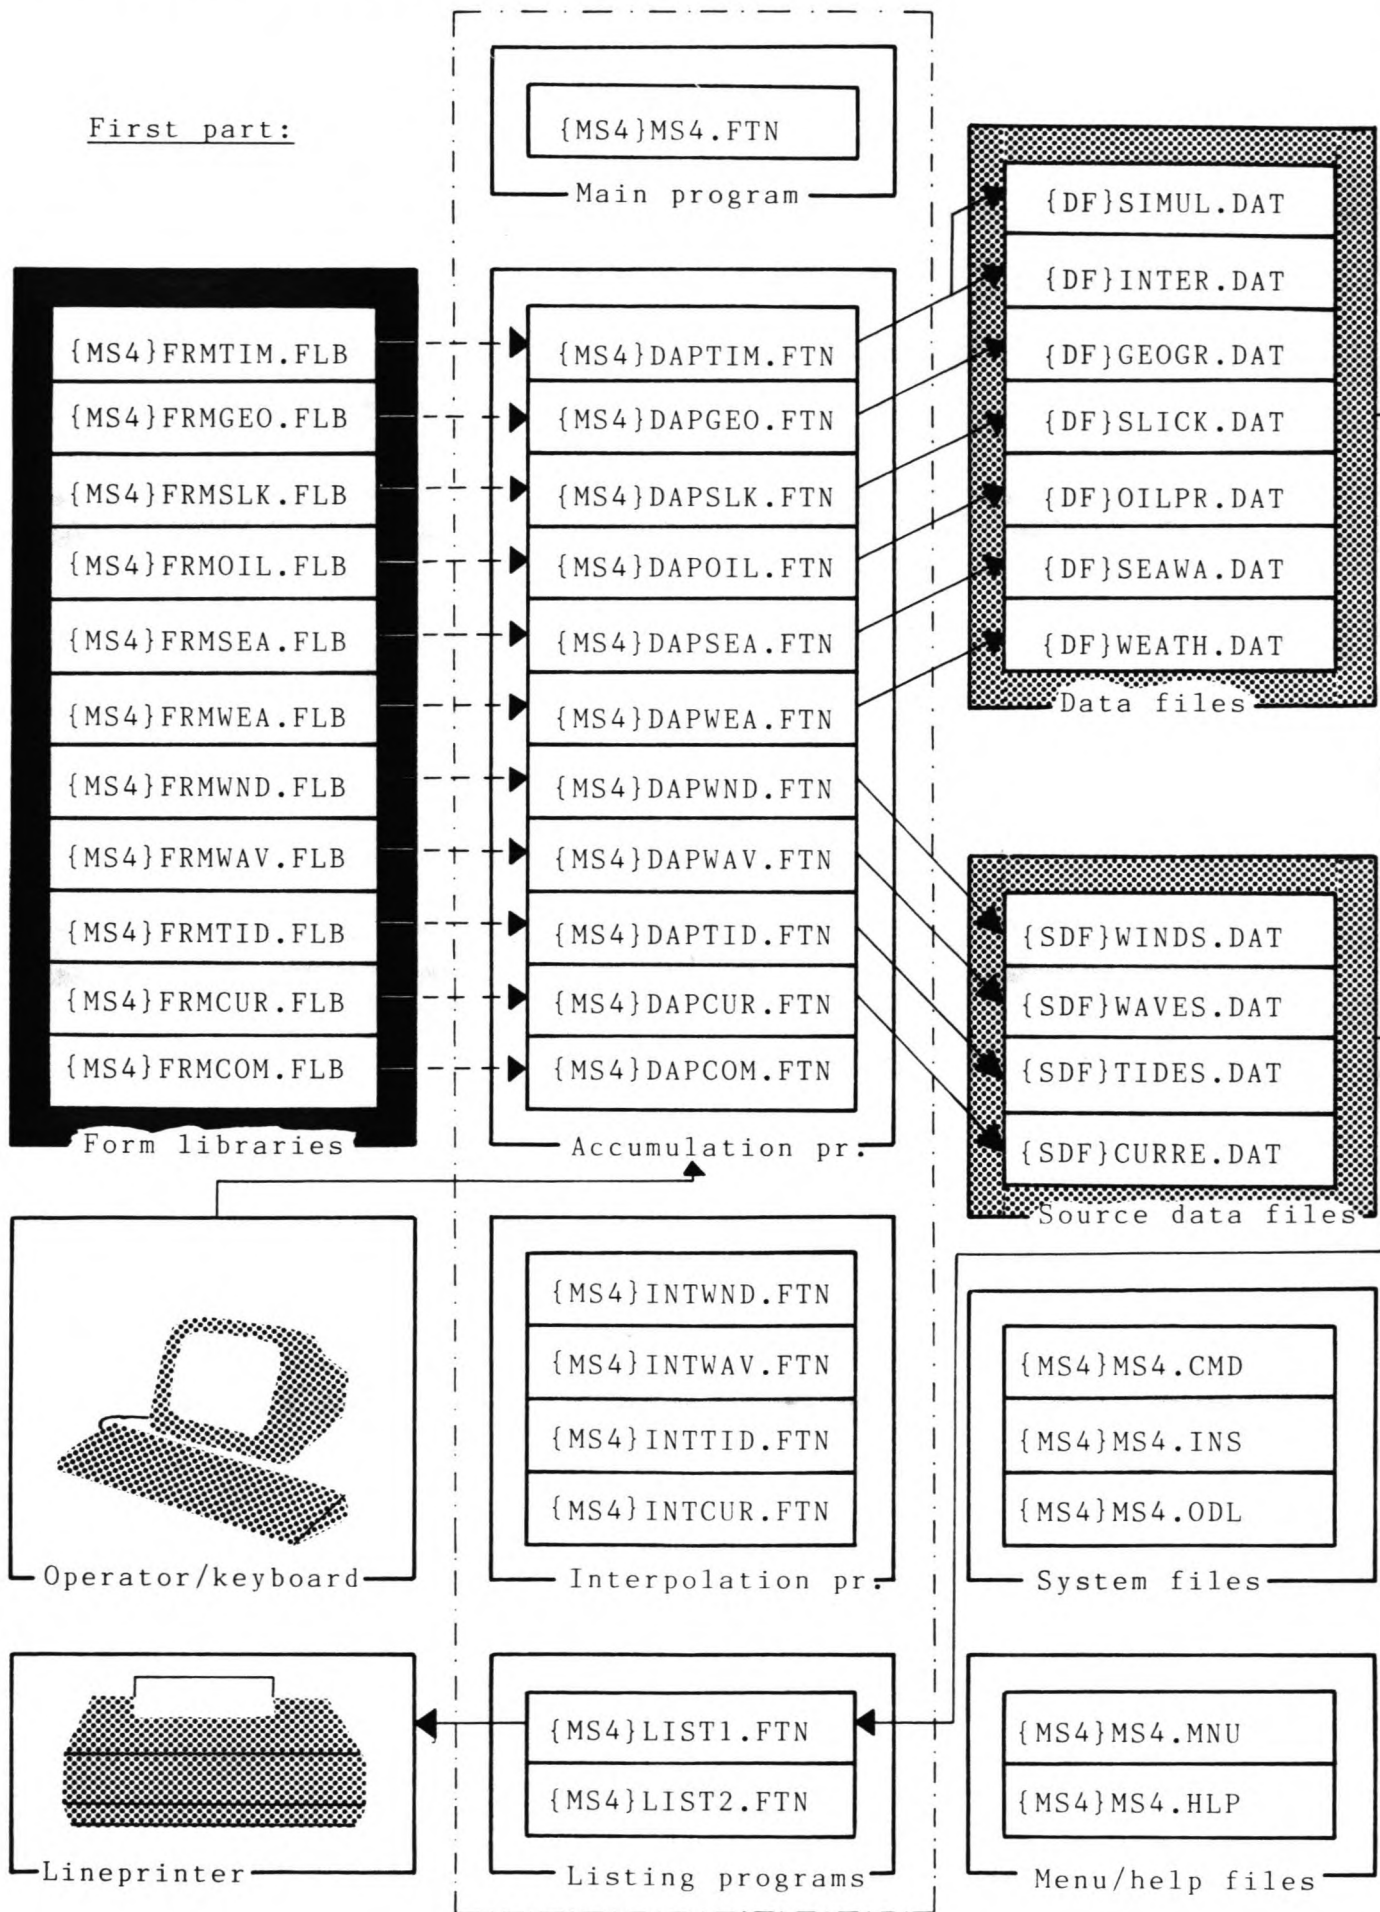 First part:
{MS4}MS4.FTN
Main program
{MS4}FRMTIM.FLB
{MS4}FRMGEO.FLB
{MS4}FRMSLK.FLB
{MS4}FRMOIL.FLB
{MS4}FRMSEA.FLB
{MS4}FRMWEA.FLB
{MS4}FRMWND.FLB
{MS4}FRMWAV.FLB
{MS4}FRMTID.FLB
{MS4}FRMCUR.FLB
{MS4}FRMCOM.FLB
Form libraries
{MS4}DAPTIM.FTN
{MS4}DAPGEO.FTN
{MS4}DAPSLK.FTN
{MS4}DAPOIL.FTN
{MS4}DAPSEA.FTN
{MS4}DAPWEA.FTN
{MS4}DAPWND.FTN
{MS4}DAPWAV.FTN
{MS4}DAPTID.FTN
{MS4}DAPCUR.FTN
{MS4}DAPCOM.FTN
Accumulation pr.
{DF}SIMUL.DAT
{DF}INTER.DAT
{DF}GEOGR.DAT
{DF}SLICK.DAT
{DF}OILPR.DAT
{DF}SEAWA.DAT
{DF}WEATH.DAT
Data files
{SDF}WINDS.DAT
{SDF}WAVES.DAT
{SDF}TIDES.DAT
{SDF}CURRE.DAT
Source data files
Operator/keyboard
{MS4}INTWND.FTN
{MS4}INTWAV.FTN
{MS4}INTTID.FTN
{MS4}INTCUR.FTN
Interpolation pr.
{MS4}MS4.CMD
{MS4}MS4.INS
{MS4}MS4.ODL
System files
Lineprinter
{MS4}LIST1.FTN
{MS4}LIST2.FTN
Listing programs
{MS4}MS4.MNU
{MS4}MS4.HLP
Menu/help files